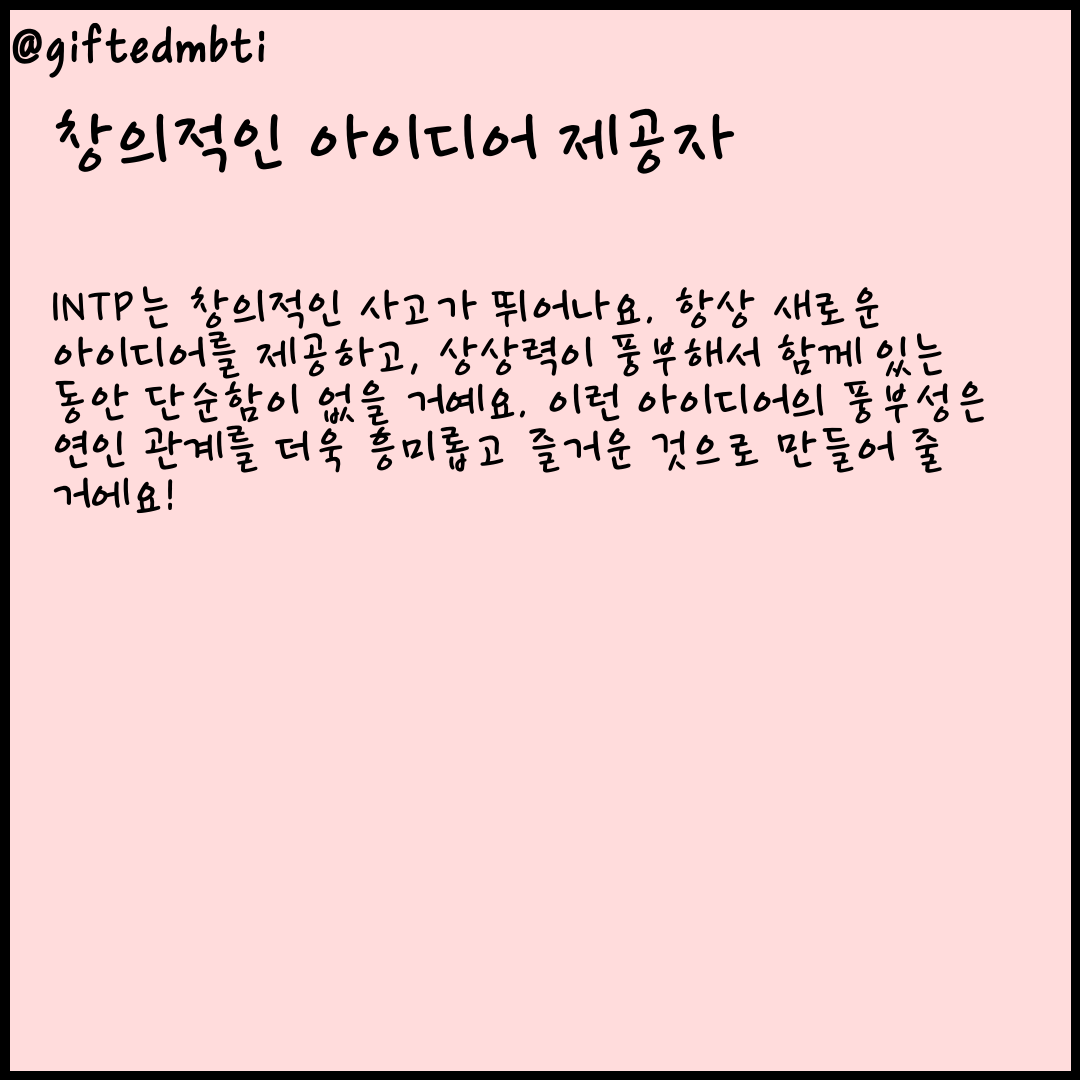 @giftedmbti
창의적인 아이디어 제공자
INTP는 창의적인 사고가 뛰어나요. 항상 새로운
아이디어를 제공하고, 상상력이 풍부해서 함께 있는
동안 단순함이 없을 거예요. 이런 아이디어의 풍부성은
연인 관계를 더욱 흥미롭고 즐거운 것으로 만들어 줄
거에요!